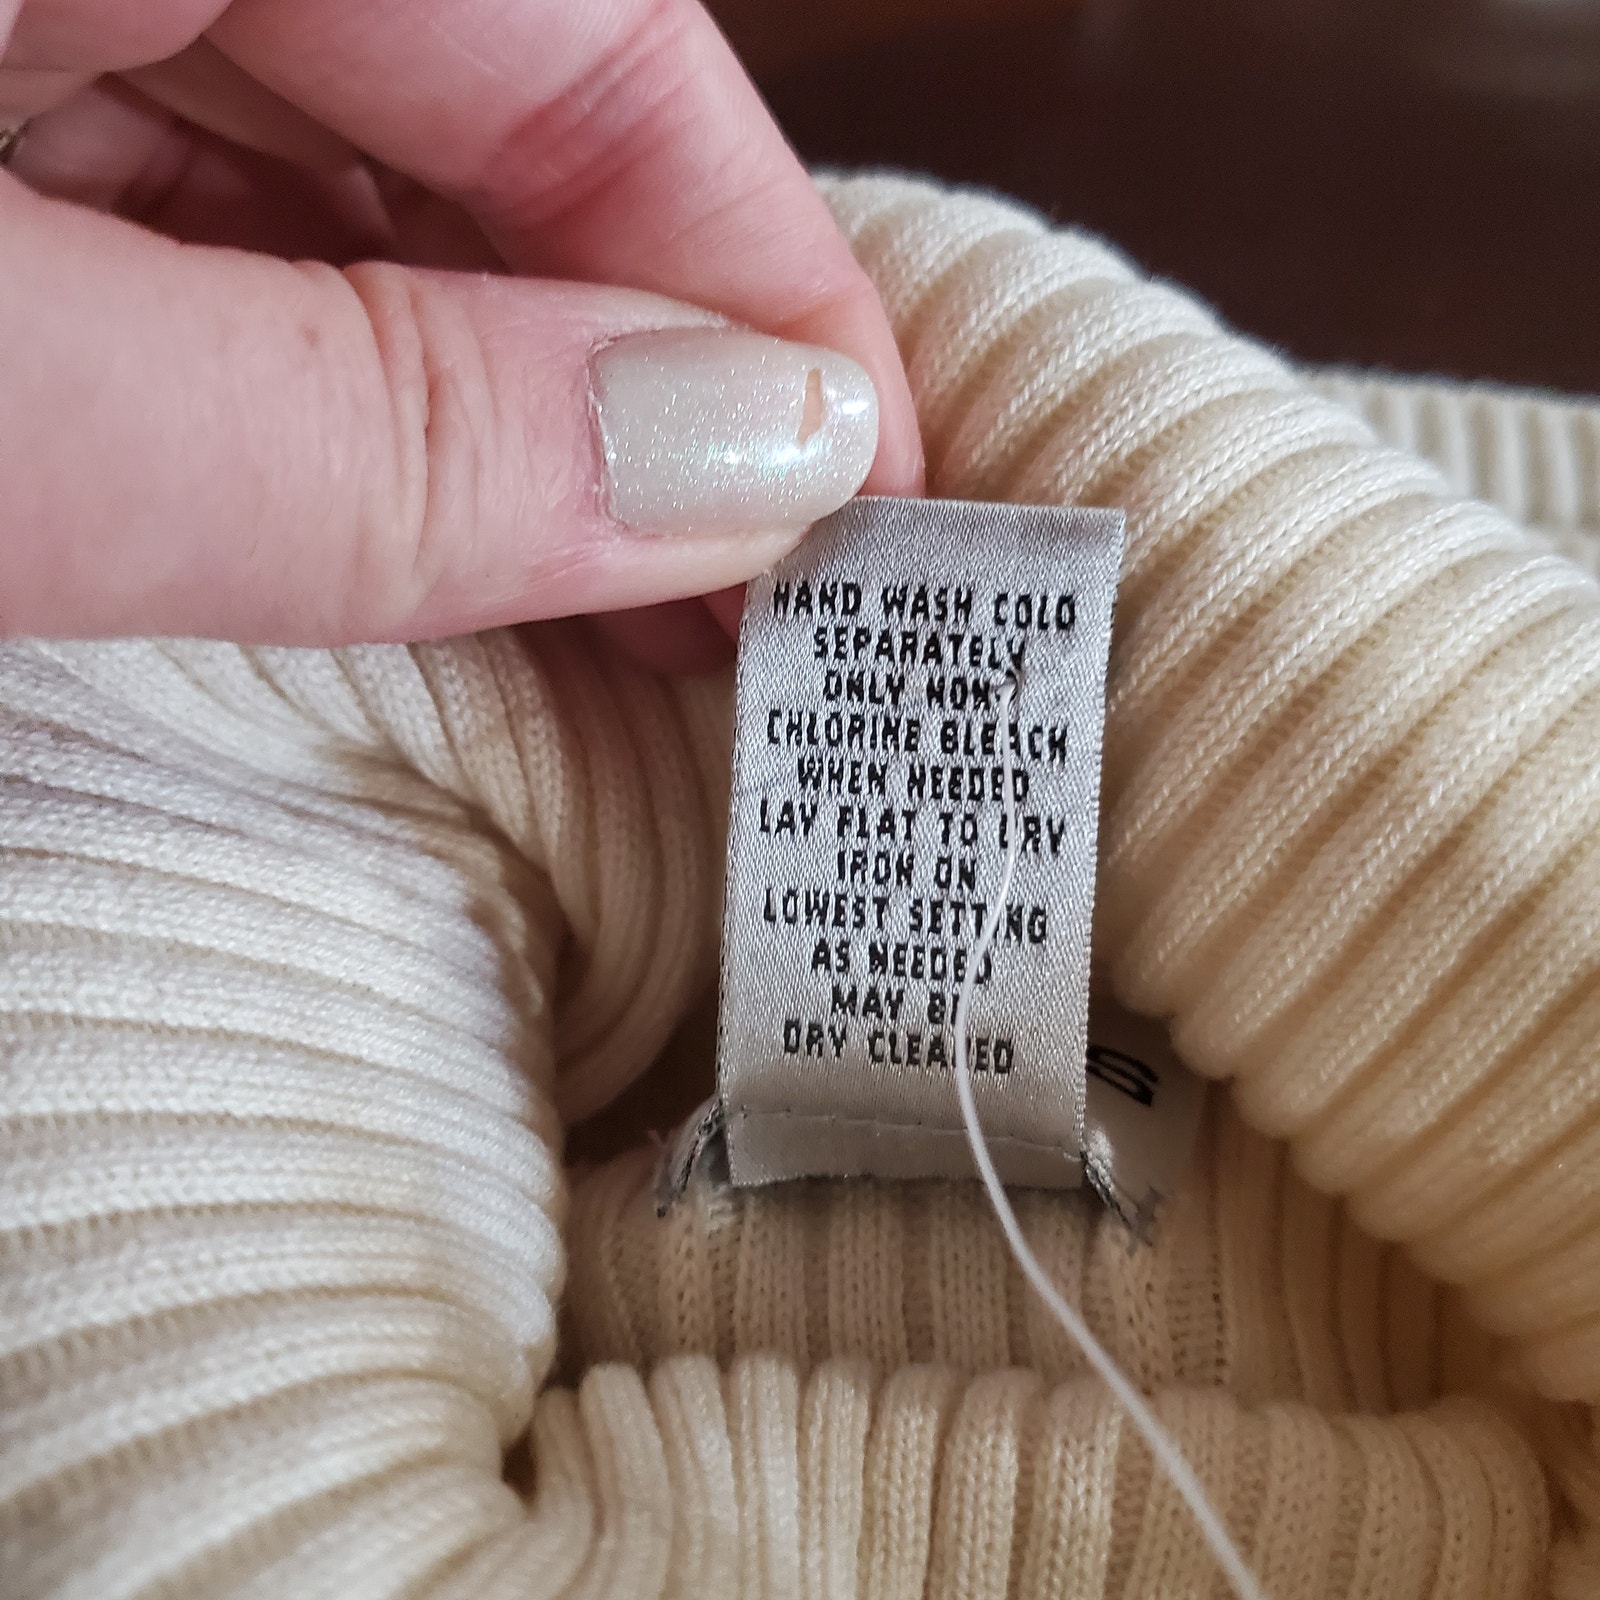 HAND WASH COLD
SEPARATELY
ONLY NON-
CHLORINE BLEACH
WHEN NEEDED
LAY FLAT TO DRY
IRON ON
LOWEST SETTING
AS NEEDED
MAY BE
DRY CLEANED